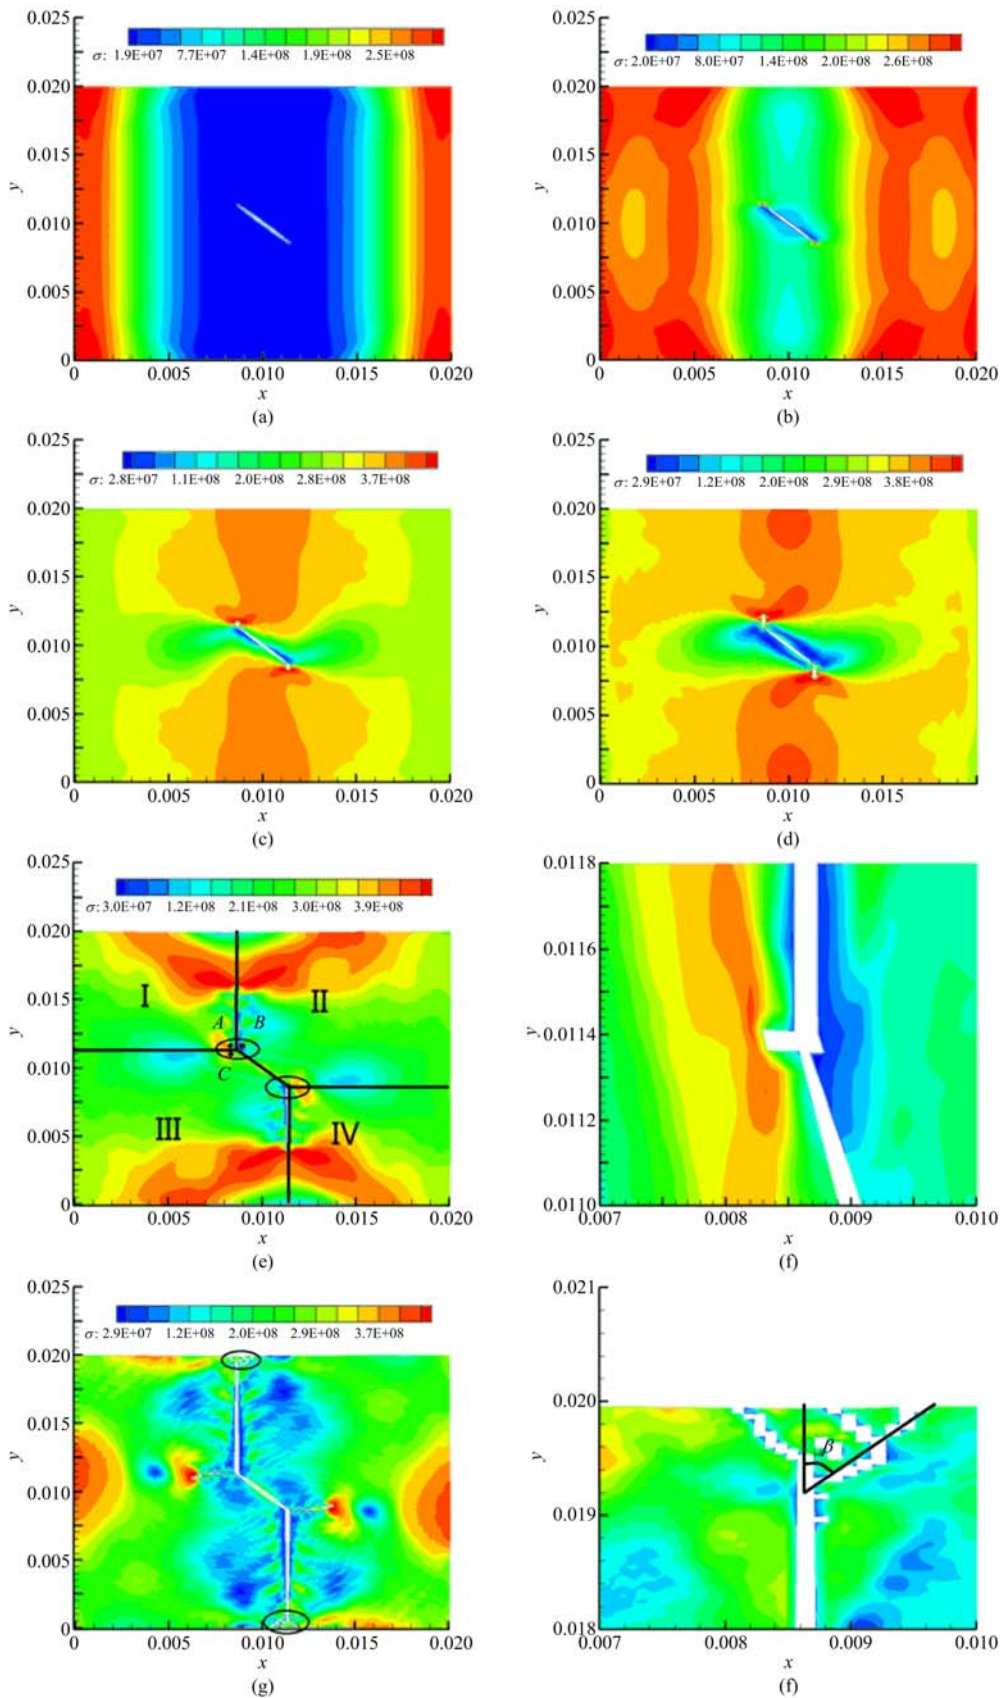 0.025
σ: 1.9E+07 7.7E+07 1.4E+08 1.9E+08 2.5E+08
0.020
0.015
y
0.010
0.005
0
0 0.005 0.010 0.015 0.020
x
(a)
0.025
σ: 2.0E+07 8.0E+07 1.4E+08 2.0E+08 2.6E+08
0.020
0.015
y
0.010
0.005
0
0 0.005 0.010 0.015 0.020
x
(b)
0.025
σ: 2.8E+07 1.1E+08 2.0E+08 2.8E+08 3.7E+08
0.020
0.015
y
0.010
0.005
0
0 0.005 0.010 0.015 0.020
x
(c)
0.025
σ: 2.9E+07 1.2E+08 2.0E+08 2.9E+08 3.8E+08
0.020
0.015
y
0.010
0.005
0
0 0.005 0.010 0.015
x
(d)
0.025
σ: 3.0E+07 1.2E+08 2.1E+08 3.0E+08 3.9E+08
0.020
0.015
I II
A B
y
0.010
C
0.005
III IV
0
0 0.005 0.010 0.015 0.020
x
(e)
0.0118
0.0116
y
0.0114
0.0112
0.0110
0.007 0.008 0.009 0.010
x
(f)
0.025
σ: 2.9E+07 1.2E+08 2.0E+08 2.9E+08 3.7E+08
0.020
0.015
y
0.010
0.005
0
0 0.005 0.010 0.015 0.020
x
(g)
0.021
0.020
β
y
0.019
0.018
0.007 0.008 0.009 0.010
x
(f)